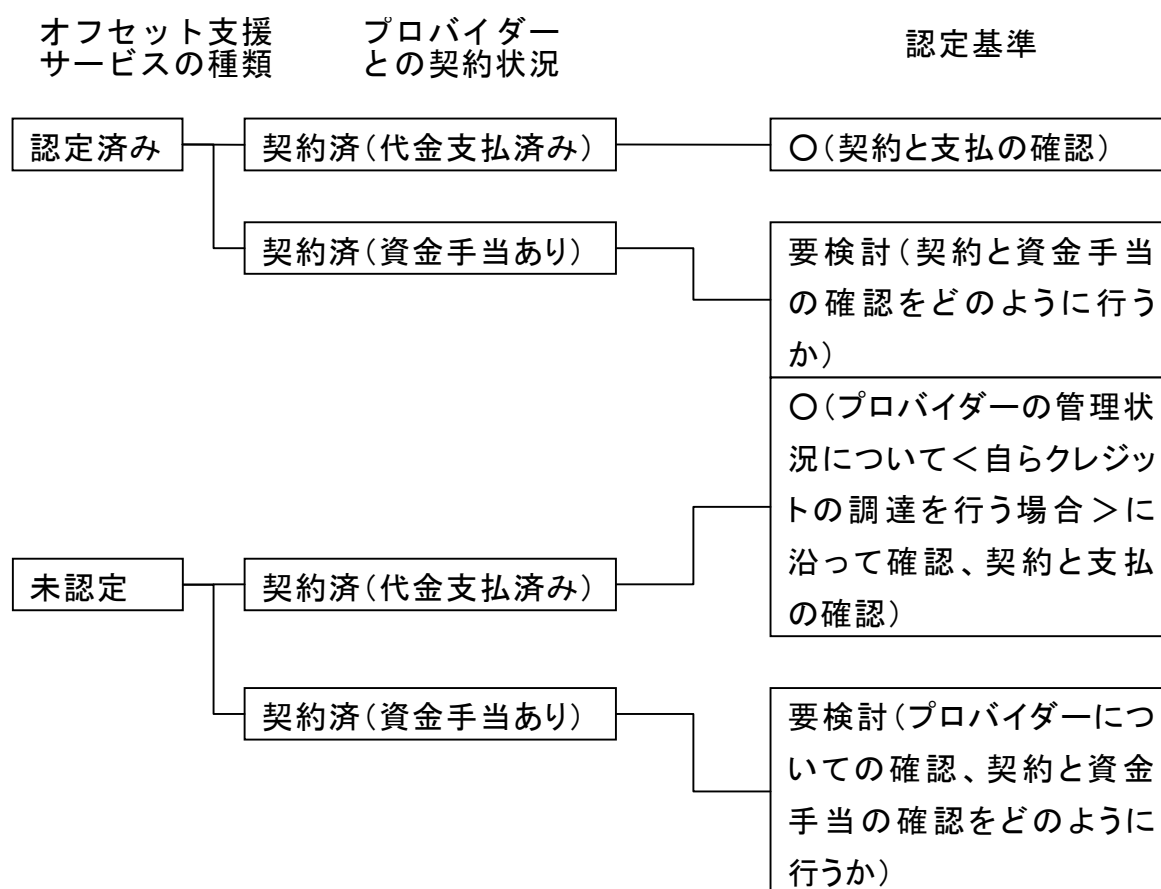 オフセット支援
サービスの種類
プロバイダー
との契約状況
認定基準
認定済み
契約済(代金支払済み)
○(契約と支払の確認)
契約済(資金手当あり)
要検討(契約と資金手当
の確認をどのように行う
か)
○(プロバイダーの管理状
況について<自らクレジッ
トの調達を行う場合>に
沿って確認、契約と支払
の確認)
未認定
契約済(代金支払済み)
契約済(資金手当あり)
要検討(プロバイダーにつ
いての確認、契約と資金
手当の確認をどのように
行うか)